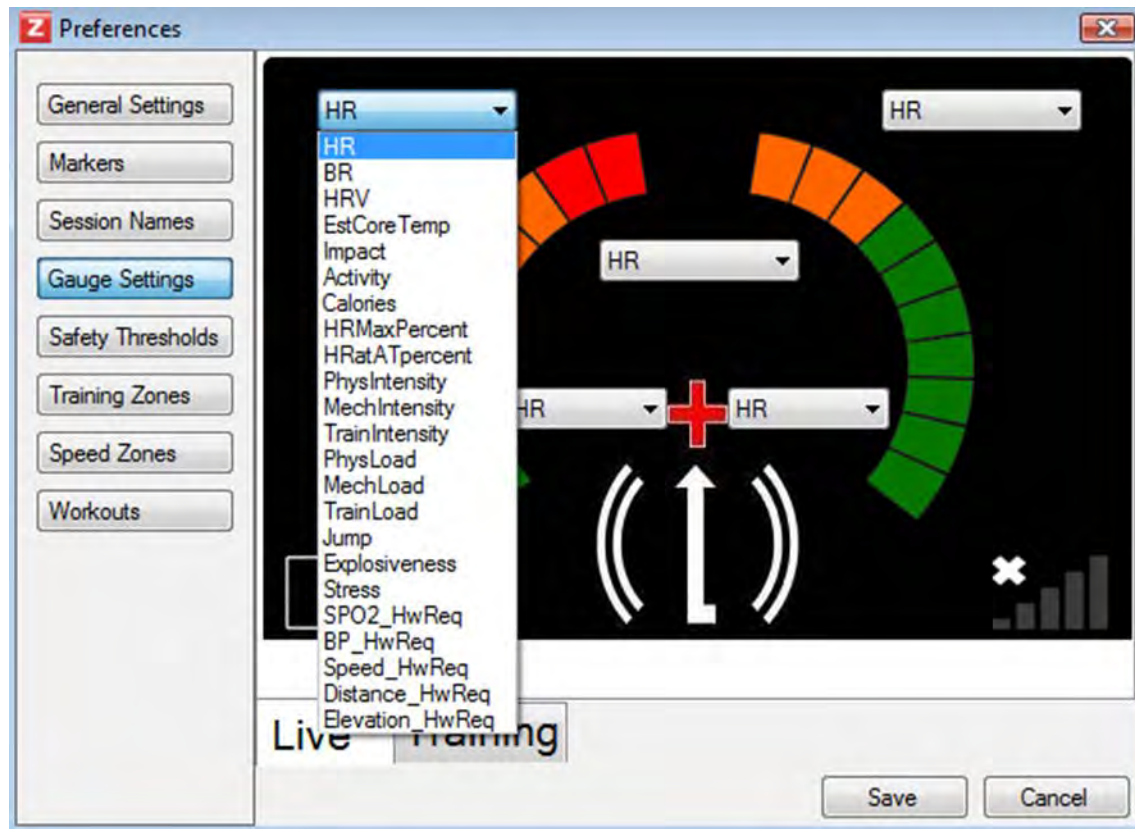 Z Preferences
General Settings
Markers
Session Names
Gauge Settings
Safety Thresholds
Training Zones
Speed Zones
Workouts
HR
HR
BR
HRV
EstCoreTemp
Impact
Activity
Calories
HRMaxPercent
HRatATpercent
PhysIntensity
MechIntensity
TrainIntensity
PhysLoad
MechLoad
TrainLoad
Jump
Explosiveness
Stress
SPO2_HwReq
BP_HwReq
Speed_HwReq
Distance_HwReq
Elevation_HwReq
HR
HR
HR
HR
Live Training
Save Cancel